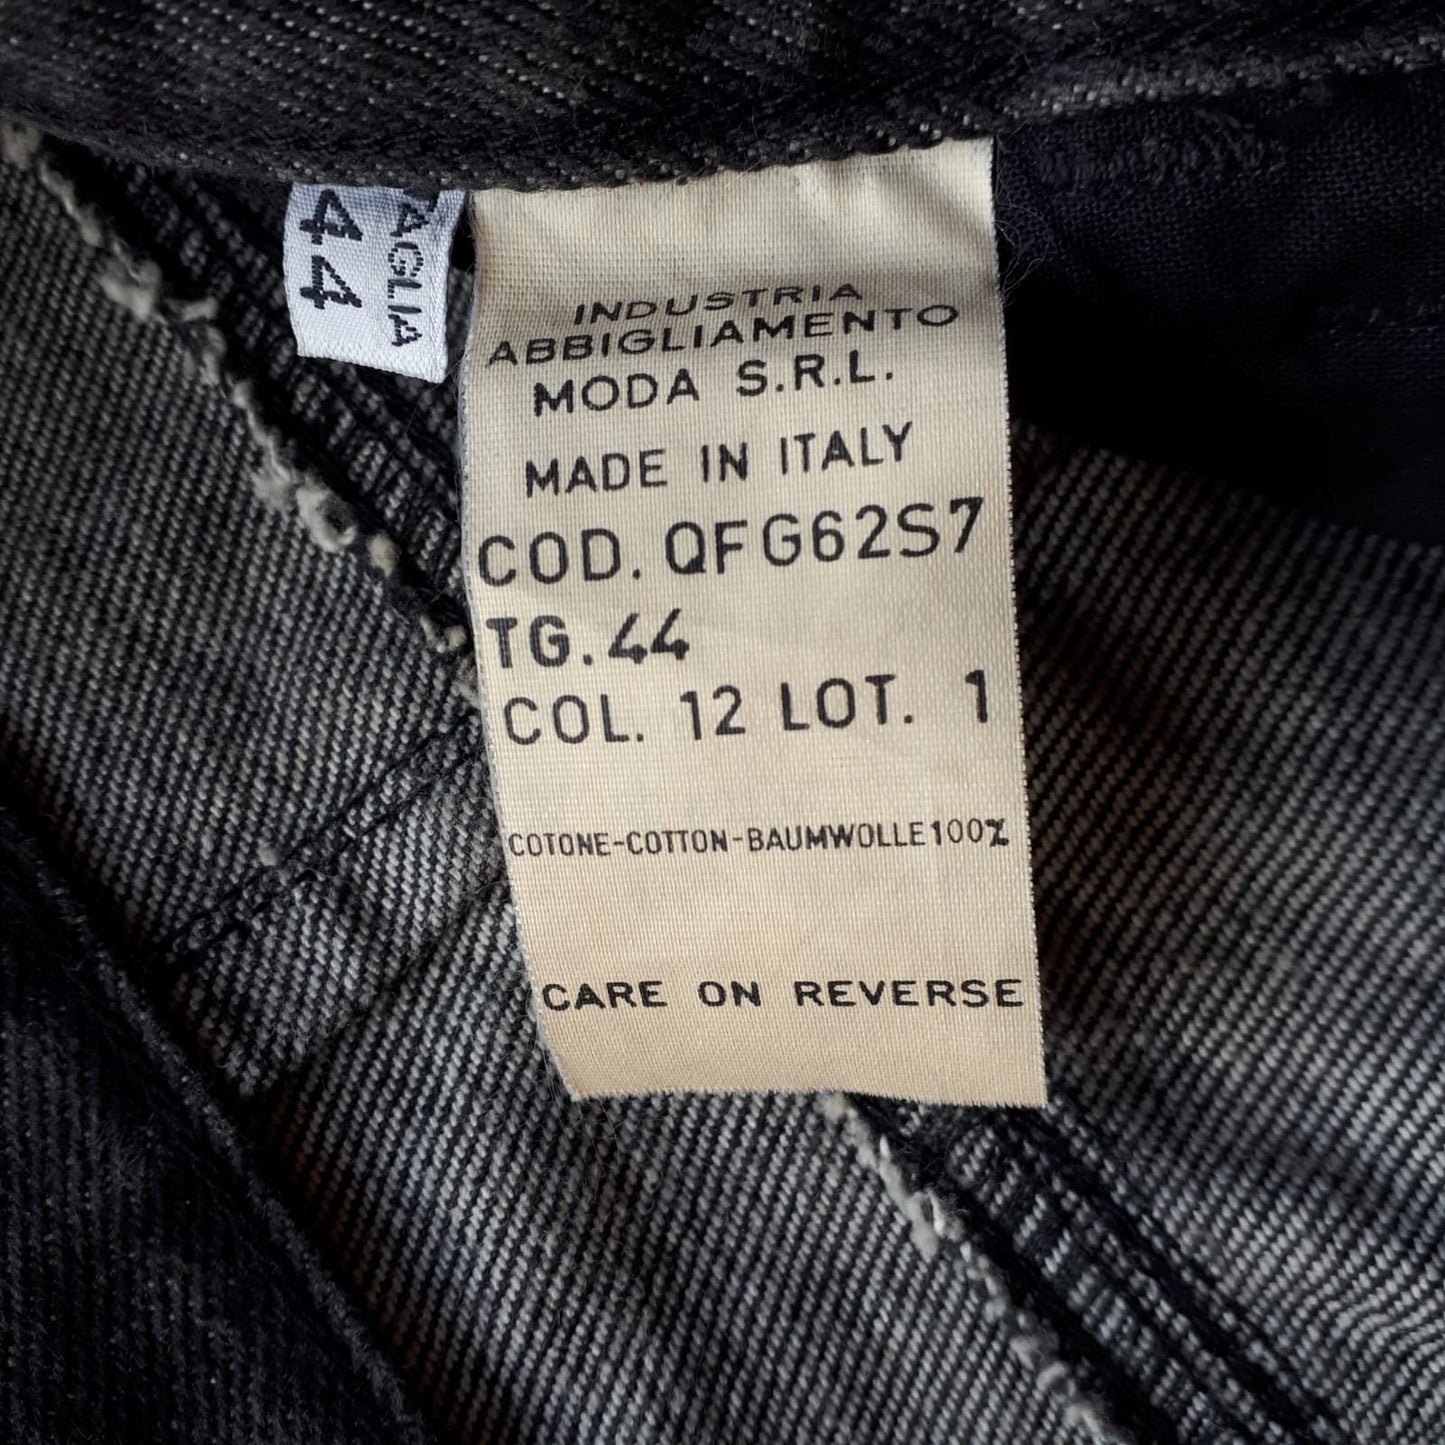 TAGLIA
44
INDUSTRIA
ABBIGLIAMENTO
MODA S.R.L.
MADE IN ITALY
COD. QFG62S7
TG. 44
COL. 12 LOT. 1
COTONE-COTTON-BAUMWOLLE100%
CARE ON REVERSE